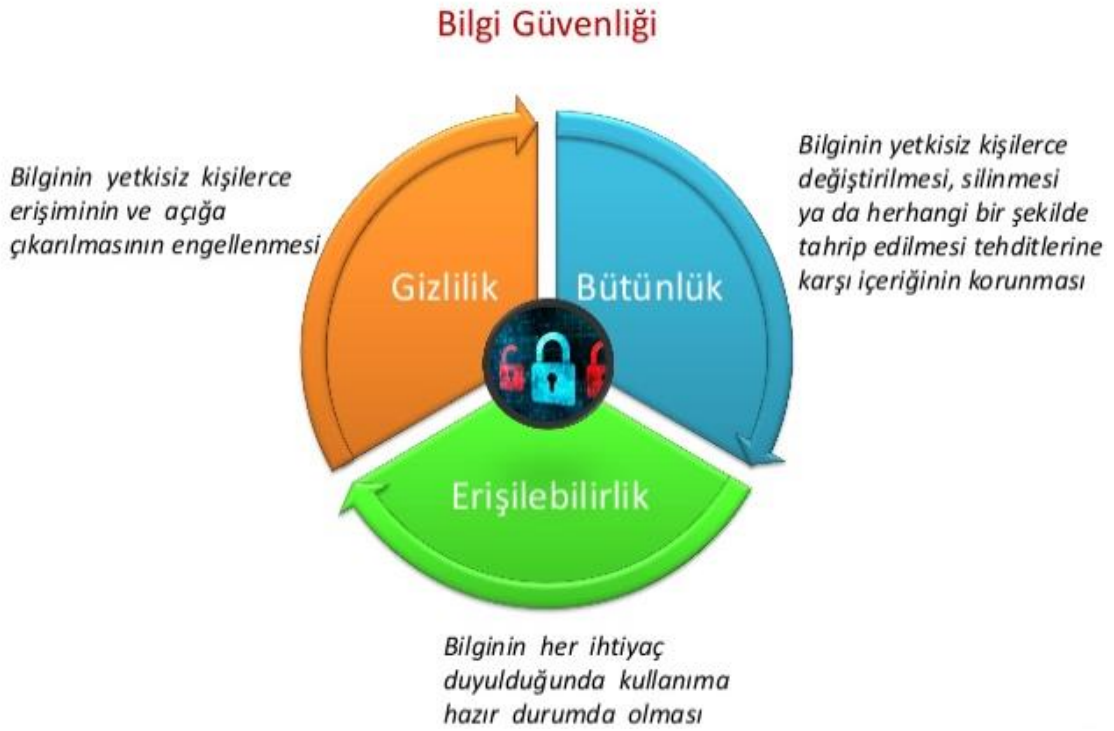 Bilgi Güvenliği
Bilginin yetkisiz kişilerce
erişiminin ve açığa
çıkarılmasının engellenmesi
Gizlilik
Bütünlük
Bilginin yetkisiz kişilerce
değiştirilmesi, silinmesi
ya da herhangi bir şekilde
tahrip edilmesi tehditlerine
karşı içeriğinin korunması
Erişilebilirlik
Bilginin her ihtiyaç
duyulduğunda kullanıma
hazır durumda olması